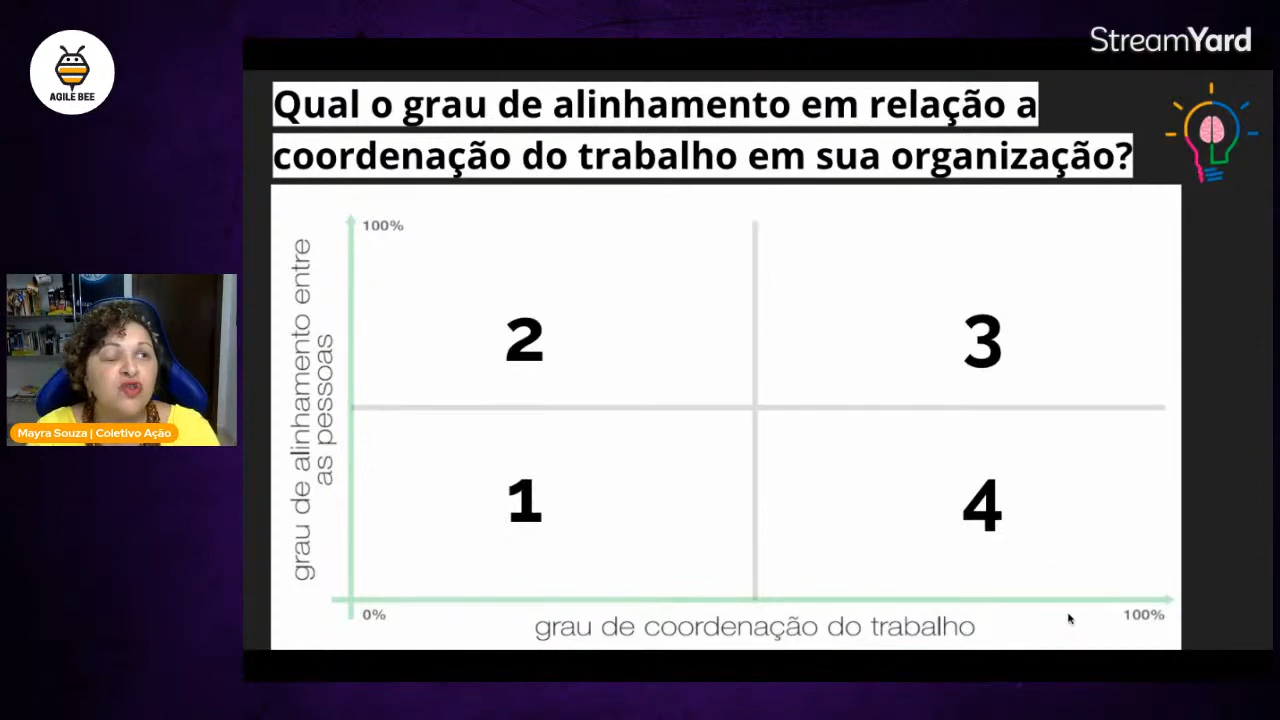 AGILE BEE
StreamYard
Qual o grau de alinhamento em relação a
coordenação do trabalho em sua organização?
100%
grau de alinhamento entre
as pessoas
2
3
1
4
0%
100%
grau de coordenação do trabalho
Mayra Souza | Coletivo Ação